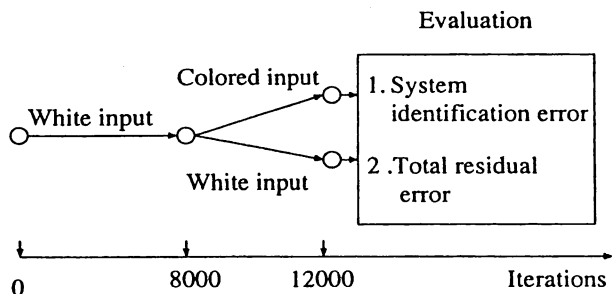 Evaluation
Colored input
White input
White input
1. System
identification error
2 .Total residual
error
0
8000
12000
Iterations